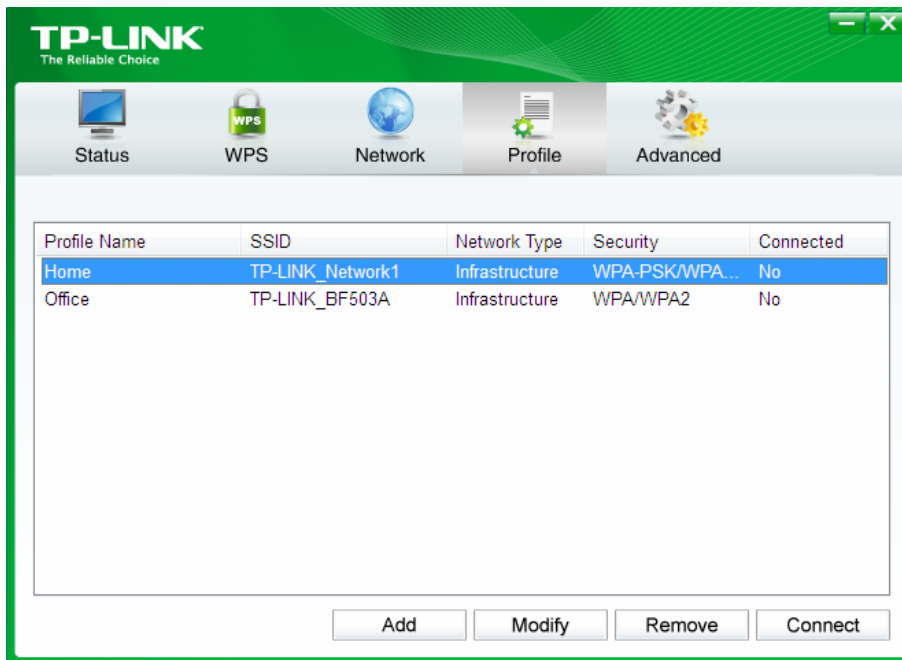 TP-LINK
The Reliable Choice
WPS
Status WPS Network Profile Advanced
Profile Name SSID Network Type Security Connected
Home TP-LINK_Network1 Infrastructure WPA-PSK/WPA... No
Office TP-LINK_BF503A Infrastructure WPA/WPA2 No
Add Modify Remove Connect